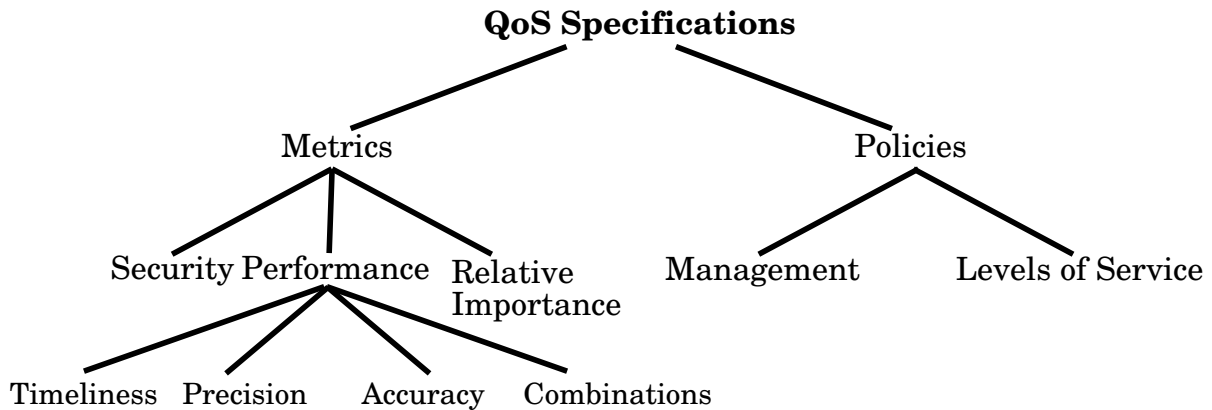 QoS Specifications
Metrics
Policies
Security
Performance
Relative
Importance
Management
Levels of Service
Timeliness
Precision
Accuracy
Combinations